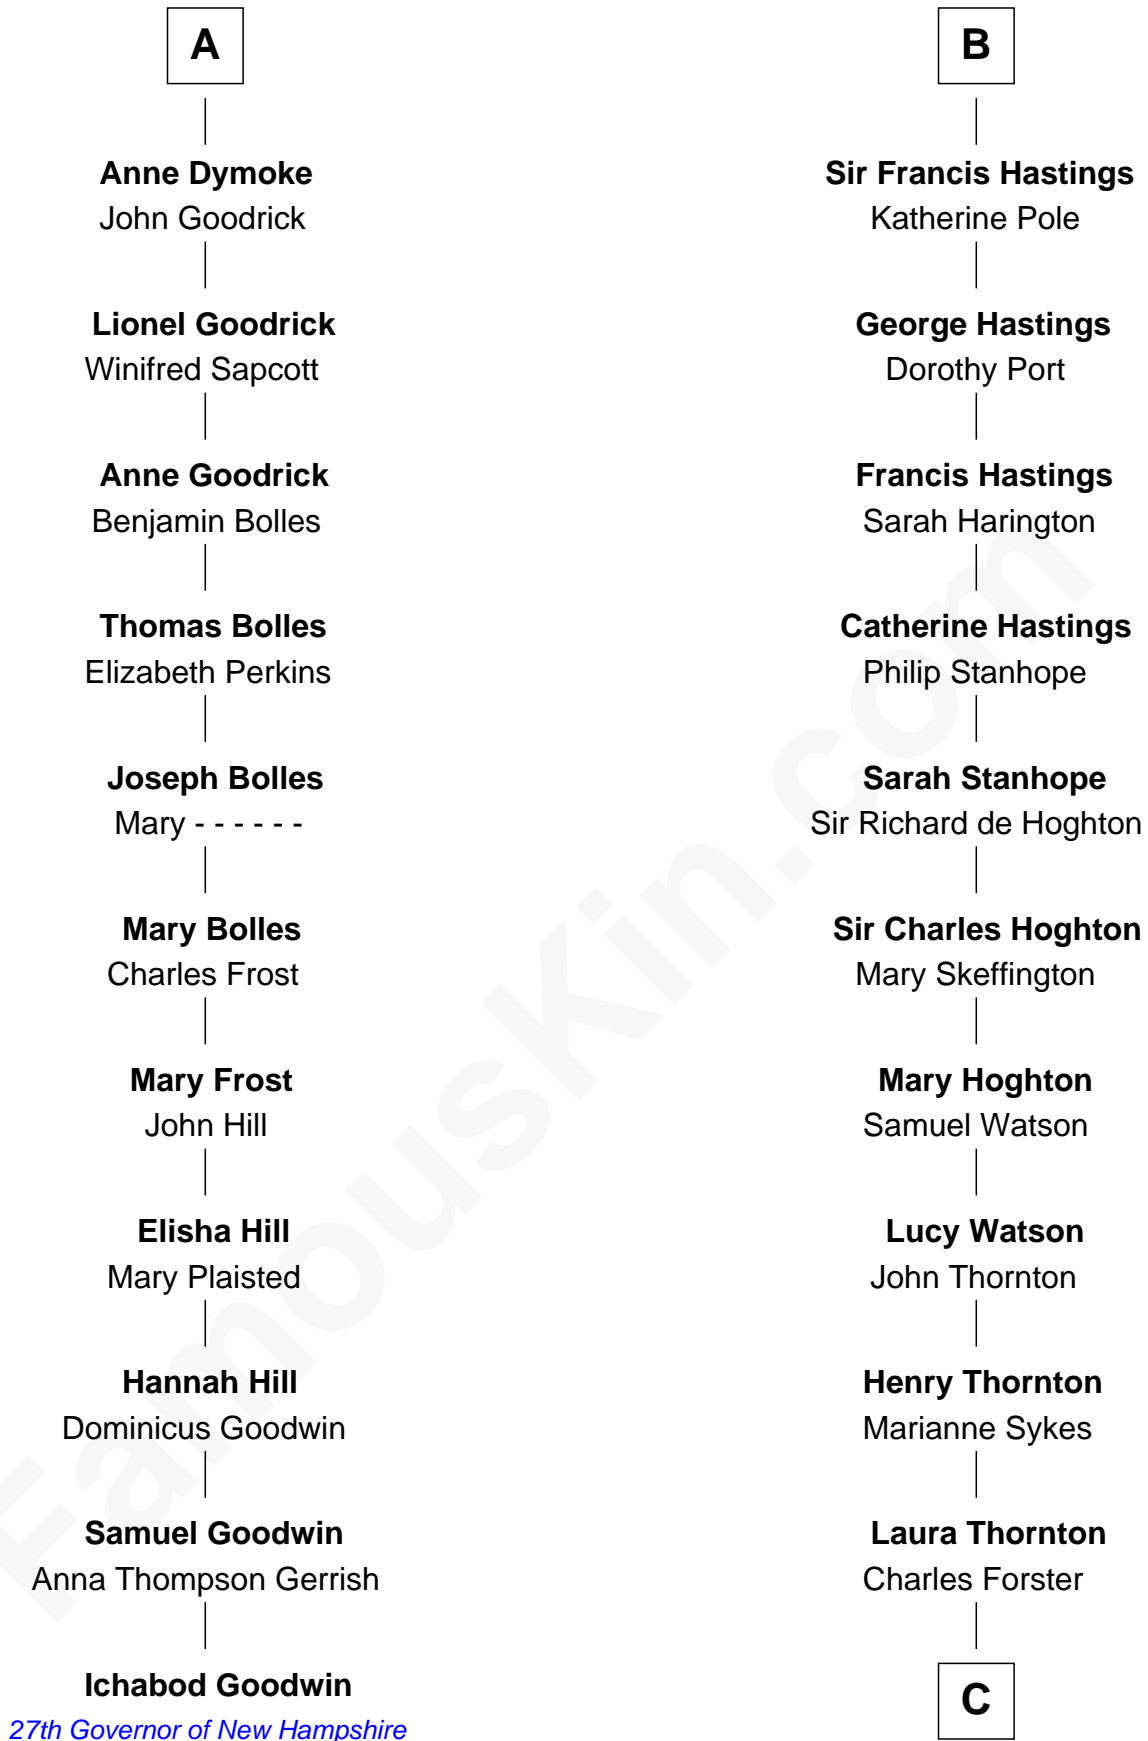 A
Anne Dymoke
John Goodrick
Lionel Goodrick
Winifred Sapcott
Anne Goodrick
Benjamin Bolles
Thomas Bolles
Elizabeth Perkins
Joseph Bolles
Mary - - - - - -
Mary Bolles
Charles Frost
Mary Frost
John Hill
Elisha Hill
Mary Plaisted
Hannah Hill
Dominicus Goodwin
Samuel Goodwin
Anna Thompson Gerrish
Ichabod Goodwin
27th Governor of New Hampshire
B
Sir Francis Hastings
Katherine Pole
George Hastings
Dorothy Port
Francis Hastings
Sarah Harington
Catherine Hastings
Philip Stanhope
Sarah Stanhope
Sir Richard de Hoghton
Sir Charles Hoghton
Mary Skeffington
Mary Hoghton
Samuel Watson
Lucy Watson
John Thornton
Henry Thornton
Marianne Sykes
Laura Thornton
Charles Forster
C
FamousKin.com